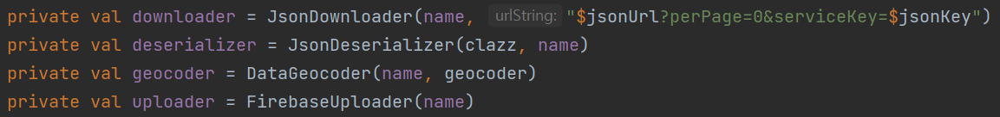 private val downloader = JsonDownloader(name, urlString: "$jsonUrl?perPage=0&serviceKey=$jsonKey")
private val deserializer = JsonDeserializer(clazz, name)
private val geocoder = DataGeocoder(name, geocoder)
private val uploader = FirebaseUploader(name)